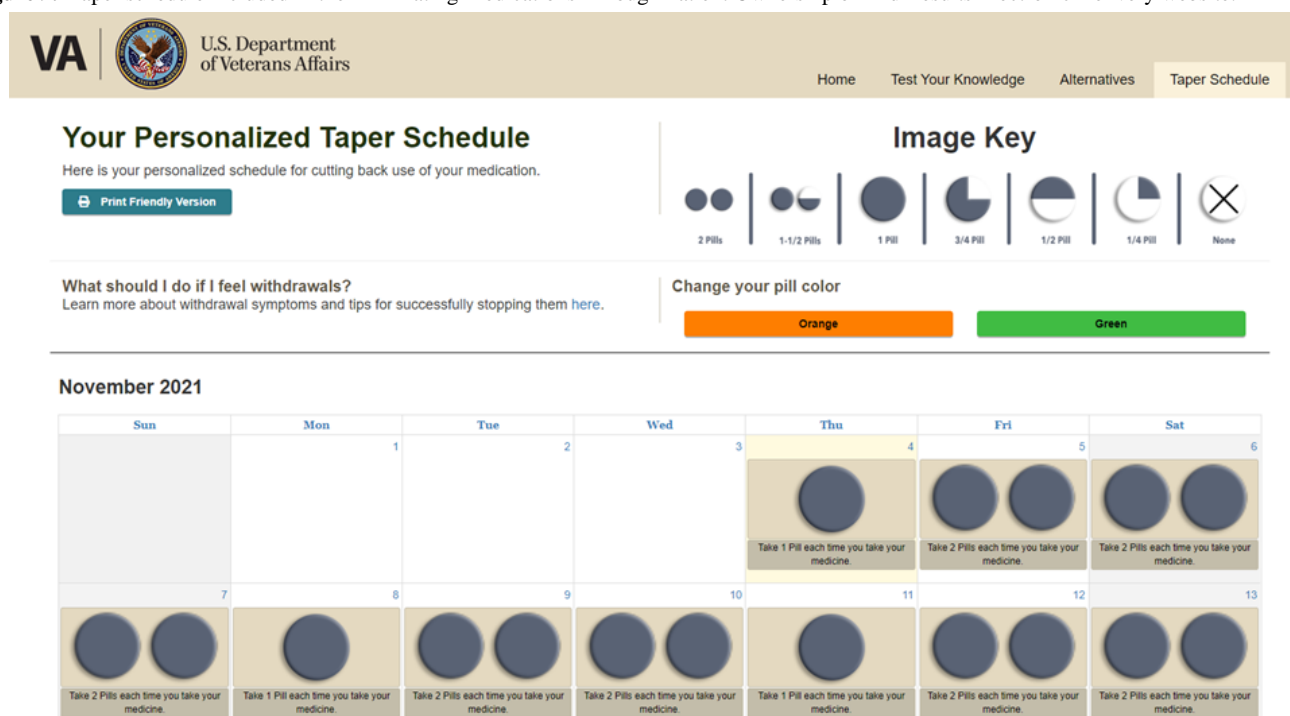 VA
U.S. Department
of Veterans Affairs
Home Test Your Knowledge Alternatives Taper Schedule
Your Personalized Taper Schedule
Here is your personalized schedule for cutting back use of your medication.
Print Friendly Version
Image Key
2 Pills 1-1/2 Pills 1 Pill 3/4 Pill 1/2 Pill 1/4 Pill None
What should I do if I feel withdrawals?
Learn more about withdrawal symptoms and tips for successfully stopping them here.
Change your pill color
Orange Green
November 2021
Sun Mon Tue Wed Thu Fri Sat
1 2 3 4 5 6
Take 1 Pill each time you take your Take 2 Pills each time you take your Take 2 Pills each time you take your
medicine. medicine. medicine.
7 8 9 10 11 12 13
Take 2 Pills each time you take your Take 1 Pill each time you take your Take 2 Pills each time you take your Take 2 Pills each time you take your Take 1 Pill each time you take your Take 2 Pills each time you take your Take 2 Pills each time you take your
medicine. medicine. medicine. medicine. medicine. medicine. medicine.